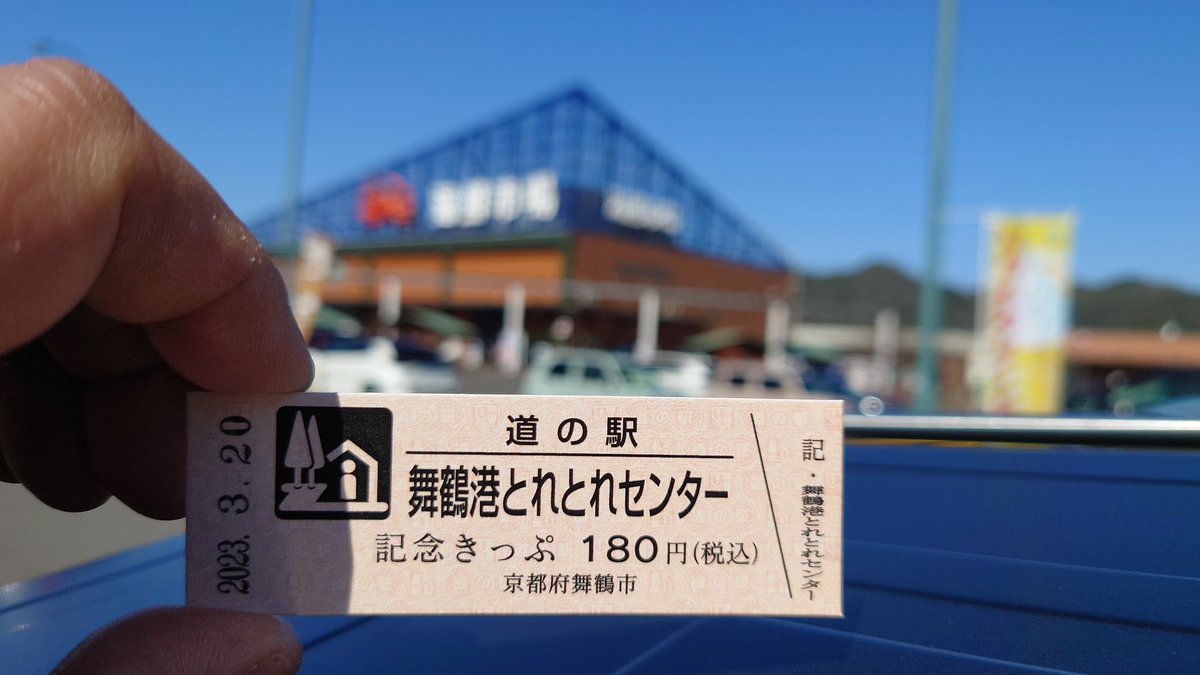 2023. 3. 20
道の駅
舞鶴港とれとれセンター
記念きっぷ 180円(税込)
京都府舞鶴市
記・舞鶴港とれとれセンター
海鮮市場